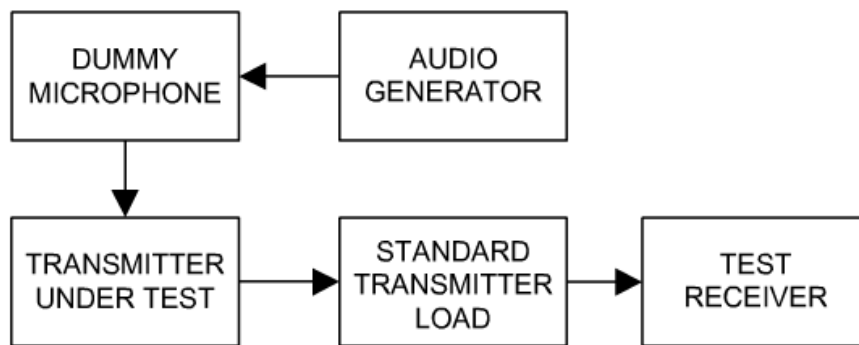 DUMMY
MICROPHONE
AUDIO
GENERATOR
TRANSMITTER
UNDER TEST
STANDARD
TRANSMITTER
LOAD
TEST
RECEIVER